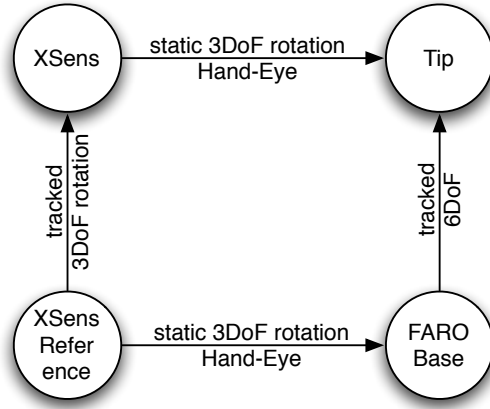 XSens
static 3DoF rotation
Hand-Eye
Tip
tracked
3DoF rotation
tracked
6DoF
XSens
Refer
ence
static 3DoF rotation
Hand-Eye
FARO
Base